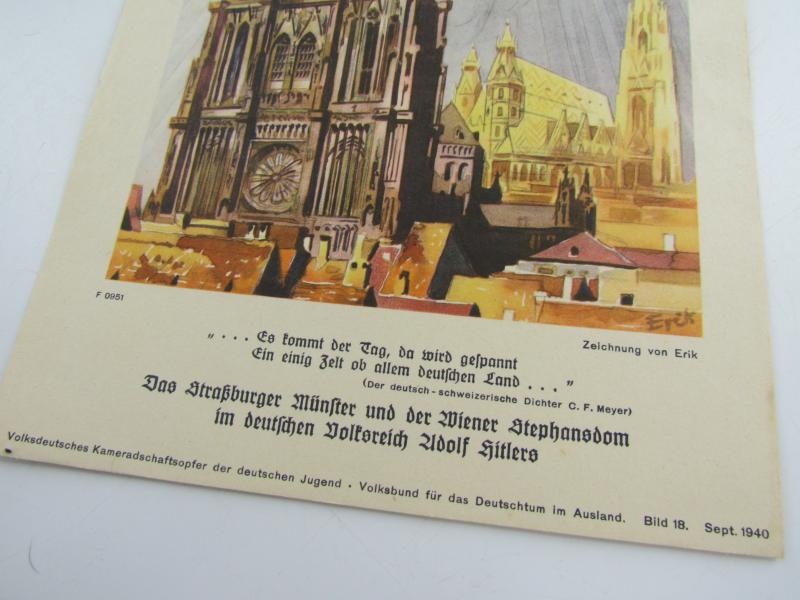 Erik
F 0951
Zeichnung von Erik
„ . . . Es kommt der Tag, da wird gespannt
Ein einig Zelt ob allem deutschen Land . . . "
(Der deutsch - schweizerische Dichter C. F. Meyer)
Das Straßburger Münster und der Wiener Stephansdom
im deutschen Volksreich Adolf Hitlers
Volksdeutsches Kameradschaftsopfer der deutschen Jugend · Volksbund für das Deutschtum im Ausland. Bild 18. Sept. 1940